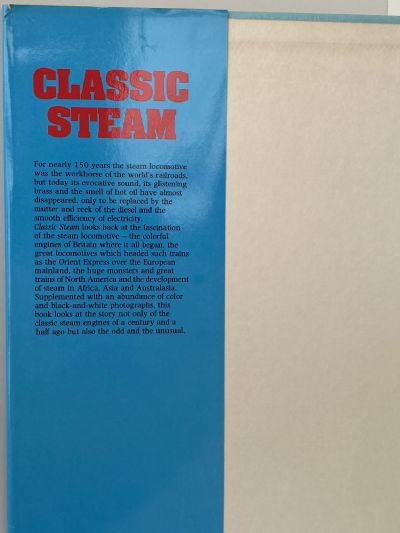 CLASSIC
STEAM
For nearly 150 years the steam locomotive
was the workhorse of the world's railroads,
but today its evocative sound, its glistening
brass and the smell of hot oil have almost
disappeared, only to be replaced by the
mutter and reek of the diesel and the
smooth efficiency of electricity.
Classic Steam looks back at the fascination
of the steam locomotive – the colorful
engines of Britain where it all began, the
great locomotives which headed such trains
as the Orient Express over the European
mainland, the huge monsters and great
trains of North America and the development
of steam in Africa, Asia and Australasia.
Supplemented with an abundance of color
and black-and-white photographs, this
book looks at the story not only of the
classic steam engines of a century and a
half ago but also the odd and the unusual.